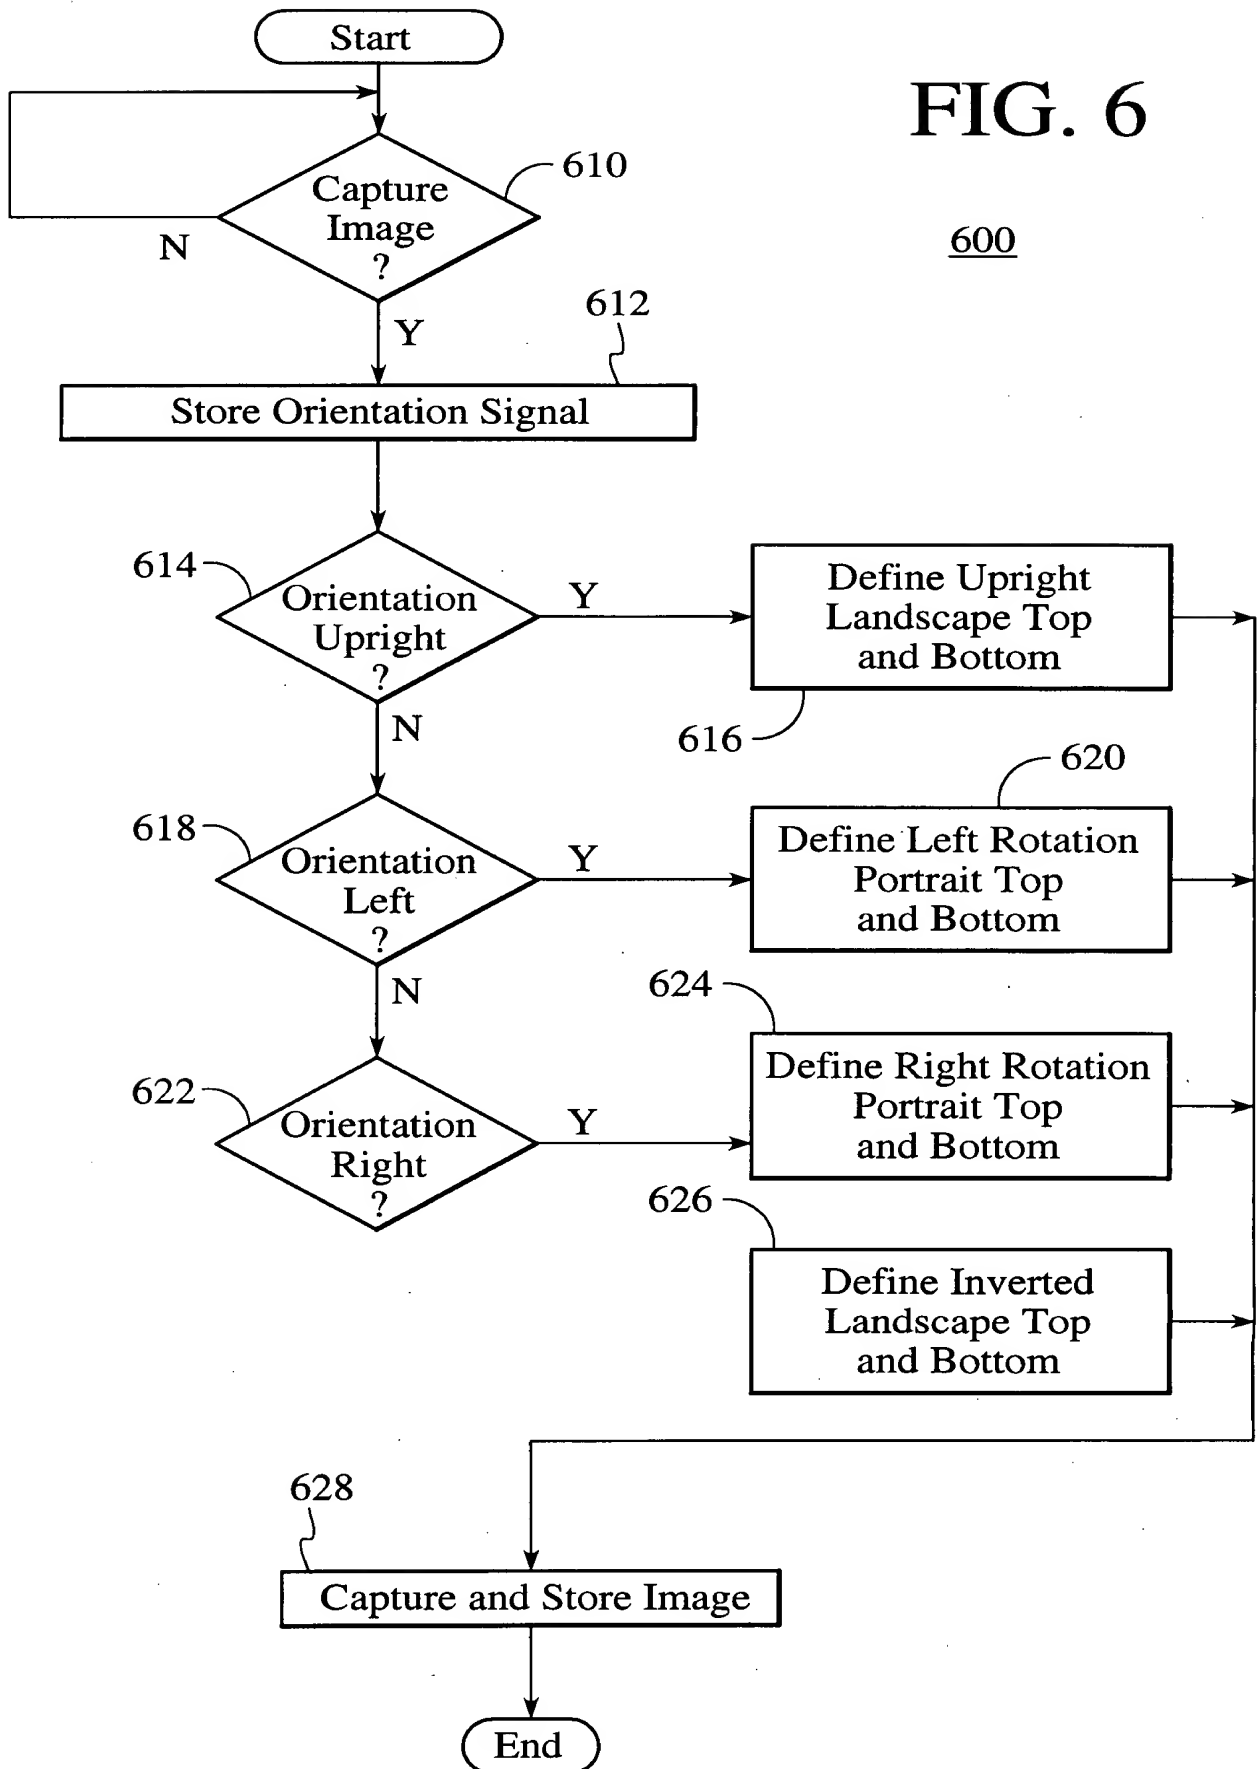 Start
FIG. 6
600
610
Capture
Image
?
N
Y
612
Store Orientation Signal
614
Orientation
Upright
?
Y
N
Define Upright
Landscape Top
and Bottom
616
618
Orientation
Left
?
Y
N
620
Define Left Rotation
Portrait Top
and Bottom
622
Orientation
Right
?
Y
624
Define Right Rotation
Portrait Top
and Bottom
626
Define Inverted
Landscape Top
and Bottom
628
Capture and Store Image
End